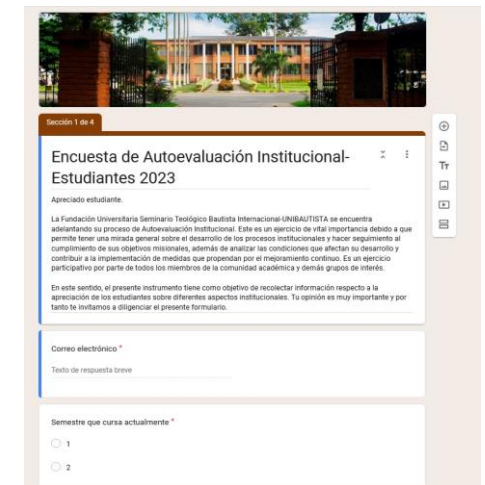 Sección 1 de 4
Encuesta de Autoevaluación Institucional-
Estudiantes 2023
Apreciado estudiante.
La Fundación Universitaria Seminario Teológico Bautista Internacional-UNIBAUTISTA se encuentra
adelantando su proceso de Autoevaluación Institucional. Este es un ejercicio de vital importancia debido a que
permite tener una mirada general sobre el desarrollo de los procesos institucionales y hacer seguimiento al
cumplimiento de sus objetivos misionales, además de analizar las condiciones que afectan su desarrollo y
contribuir a la implementación de medidas que propendan por el mejoramiento continuo. Es un ejercicio
participativo por parte de todos los miembros de la comunidad académica y demás grupos de interés.
En este sentido, el presente instrumento tiene como objetivo de recolectar información respecto a la
apreciación de los estudiantes sobre diferentes aspectos institucionales. Tu opinión es muy importante y por
tanto te invitamos a diligenciar el presente formulario.
Correo electrónico *
Texto de respuesta breve
Semestre que cursa actualmente *
1
2
Tт